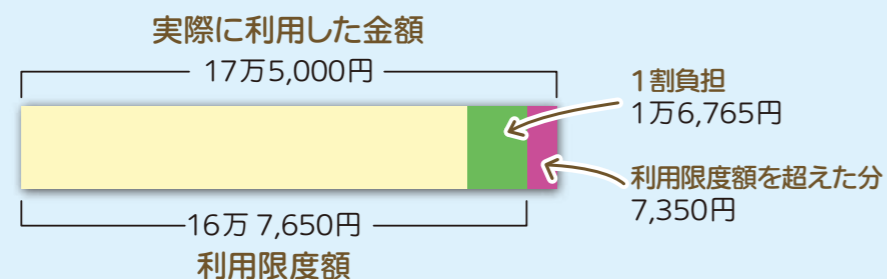 実際に利用した金額
17万5,000円
1割負担
1万6,765円
利用限度額を超えた分
7,350円
16万7,650円
利用限度額